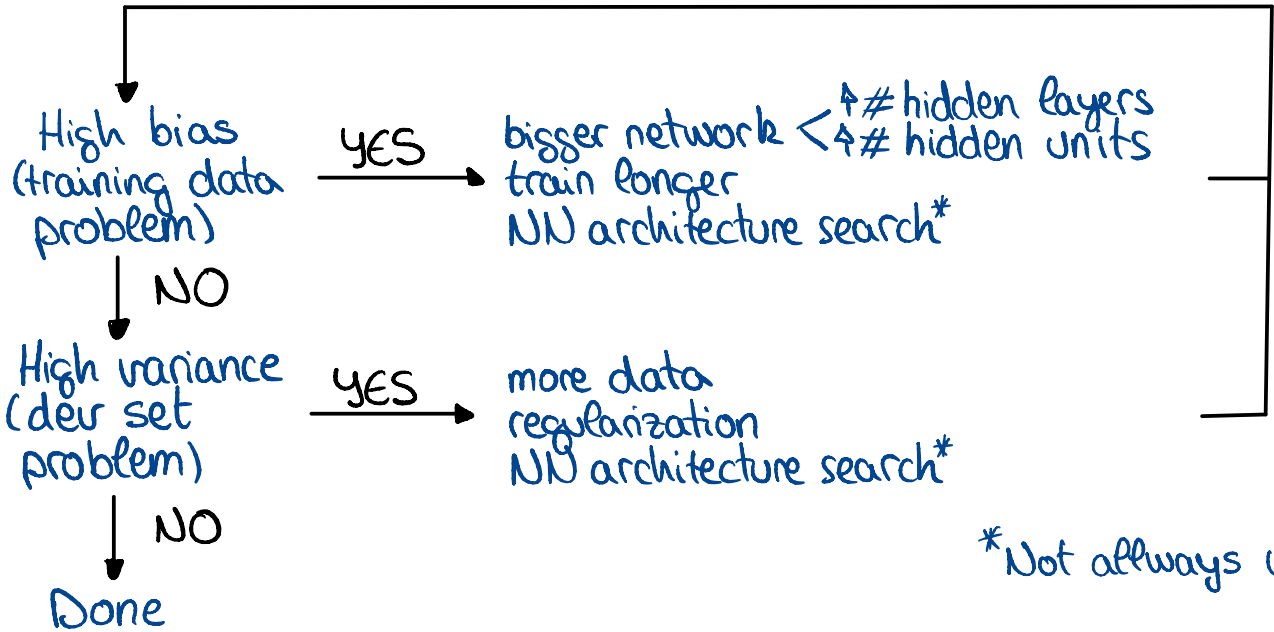 High bias
(training data
problem)
YES
bigger network < ↑# hidden layers
↑# hidden units
train longer
NN architecture search*
NO
High variance
(dev set
problem)
YES
more data
regularization
NN architecture search*
NO
Done
*Not allways